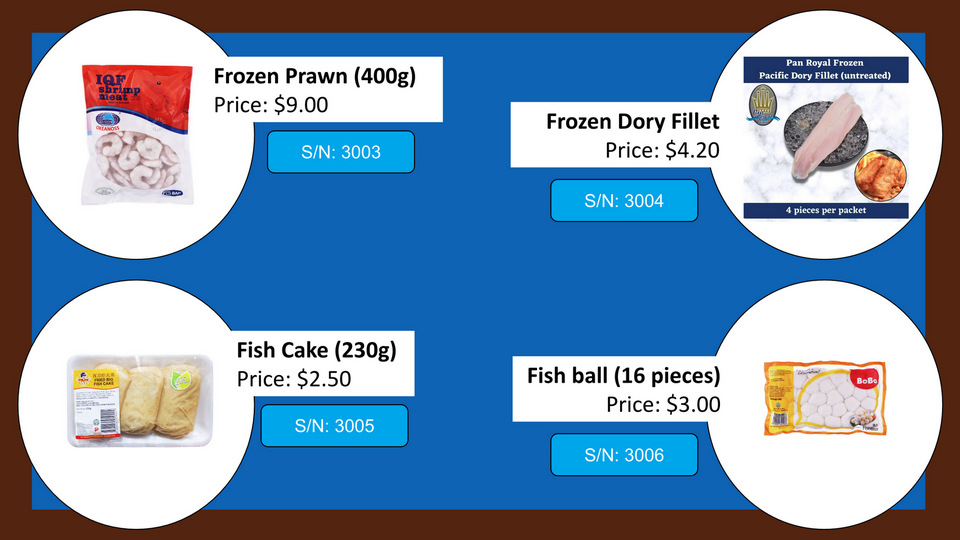 IQF
shrimp
meat
OKEANOSS
Frozen Prawn (400g)
Price: $9.00
S/N: 3003
Frozen Dory Fillet
Price: $4.20
S/N: 3004
Pan Royal Frozen
Pacific Dory Fillet (untreated)
4 pieces per packet
Fish Cake (230g)
Price: $2.50
S/N: 3005
FRIED BIG
FISH CAKE
Fish ball (16 pieces)
Price: $3.00
S/N: 3006
BoBo